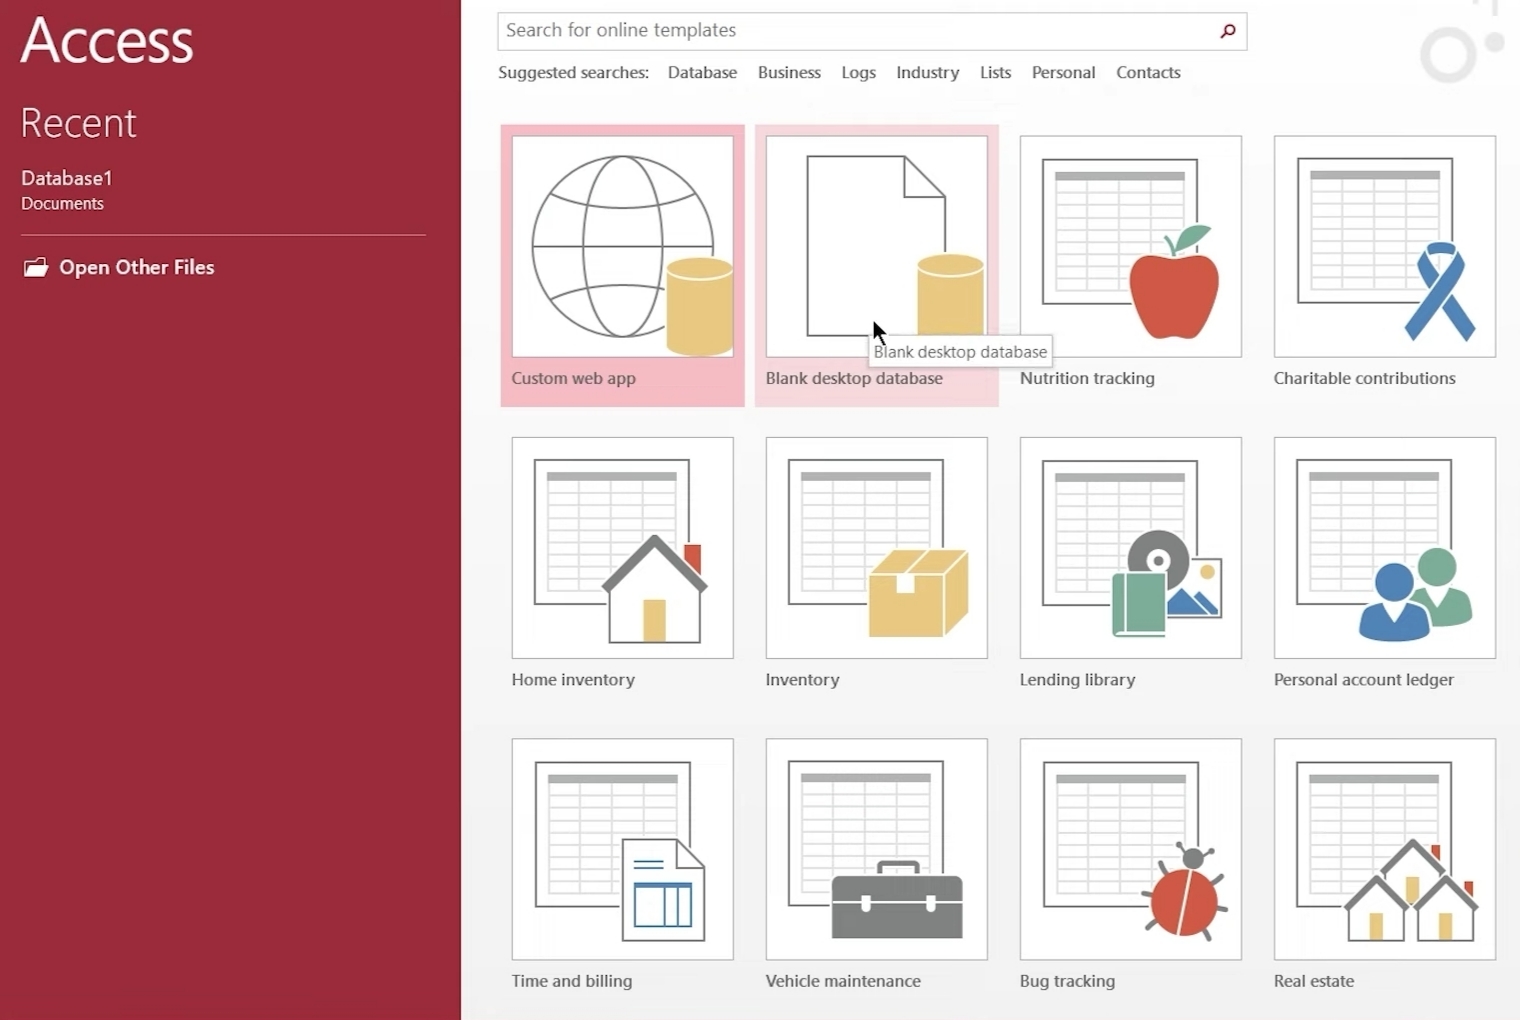 Access
Recent
Database1
Documents
Open Other Files
Search for online templates
Suggested searches: Database Business Logs Industry Lists Personal Contacts
Custom web app
Blank desktop database
Blank desktop database
Nutrition tracking
Charitable contributions
Home inventory
Inventory
Lending library
Personal account ledger
Time and billing
Vehicle maintenance
Bug tracking
Real estate